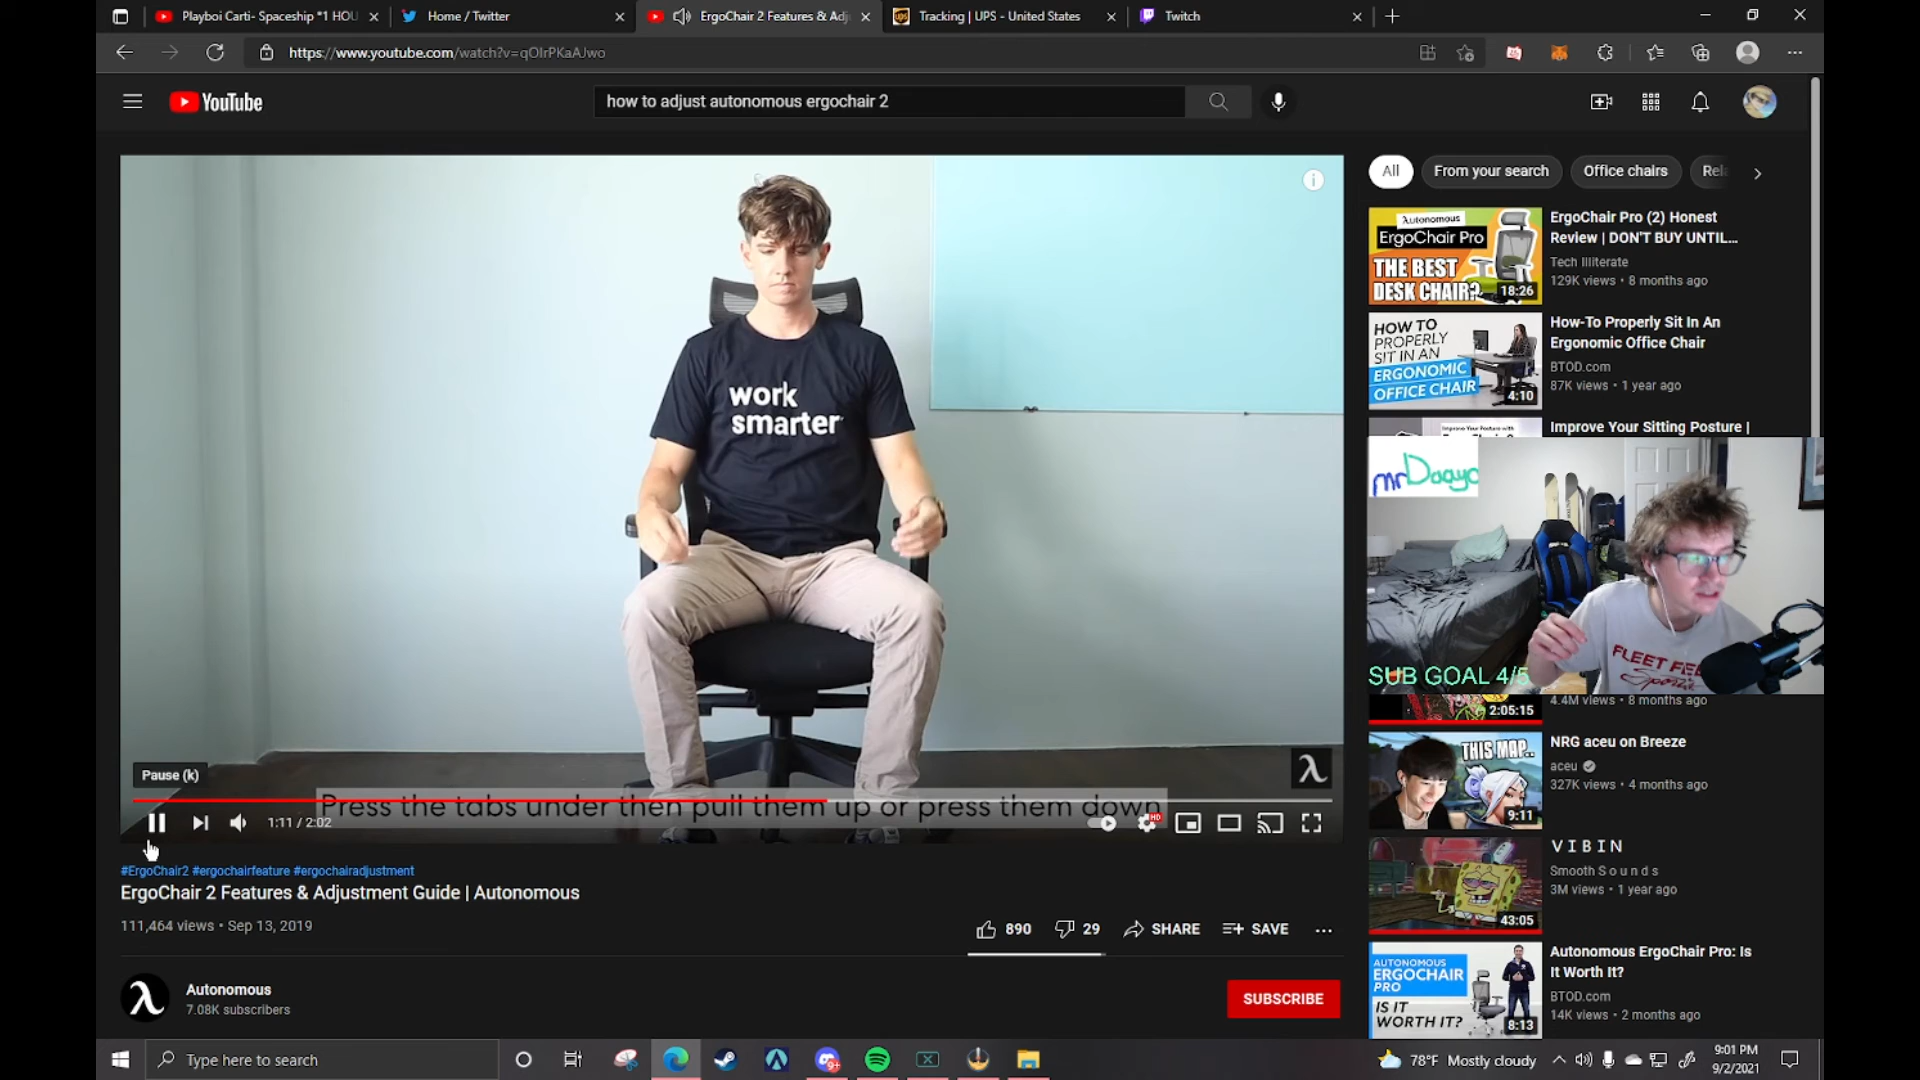 Playboi Carti- Spaceship *1 HOU
Home / Twitter
ErgoChair 2 Features & Adj
Tracking | UPS - United States
Twitch
https://www.youtube.com/watch?v=qOIrPKaAJwo
YouTube
how to adjust autonomous ergochair 2
All
From your search
Office chairs
Rela
work
smarter
Pause (k)
Press the tabs under then pull them up or press them down
1:11 / 2:02
HD
#ErgoChair2 #ergochairfeature #ergochairadjustment
ErgoChair 2 Features & Adjustment Guide | Autonomous
111,464 views • Sep 13, 2019
890
29
SHARE
SAVE
Autonomous
7.08K subscribers
SUBSCRIBE
Autonomous
ErgoChair Pro
THE BEST
DESK CHAIR?
18:26
ErgoChair Pro (2) Honest
Review | DON'T BUY UNTIL...
Tech Illiterate
129K views • 8 months ago
HOW TO
PROPERLY
SIT IN AN
ERGONOMIC
OFFICE CHAIR
4:10
How-To Properly Sit In An
Ergonomic Office Chair
BTOD.com
87K views • 1 year ago
Improve Your Sitting Posture |
mrDoayo
FLEET FEE
Sports
SUB GOAL 4/5
2:05:15
4.4M views • 8 months ago
THIS MAP..
9:11
NRG aceu on Breeze
aceu
327K views • 4 months ago
43:05
V I B I N
Smooth S o u n d s
3M views • 1 year ago
AUTONOMOUS
ERGOCHAIR
PRO
IS IT
WORTH IT?
8:13
Autonomous ErgoChair Pro: Is
It Worth It?
BTOD.com
14K views • 2 months ago
Type here to search
9+
78°F Mostly cloudy
9:01 PM
9/2/2021